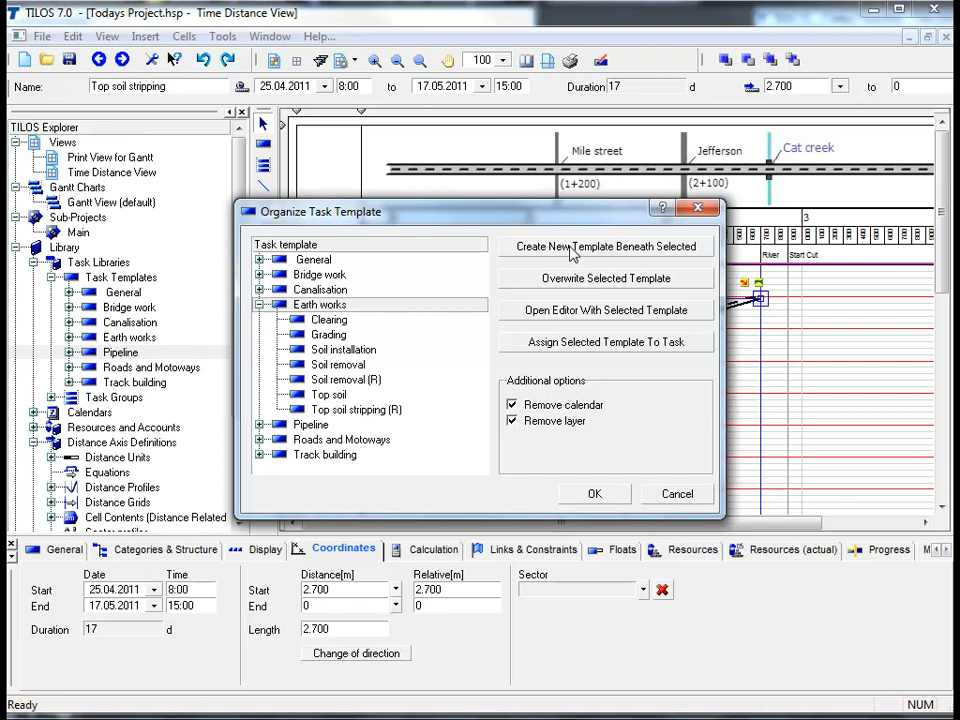 TILOS 7.0 - [Todays Project.hsp - Time Distance View]
File Edit View Insert Cells Tools Window Help...
100
Name: Top soil stripping 25.04.2011 8:00 to 17.05.2011 15:00 Duration 17 d 2.700 to 0
TILOS Explorer
Views
Print View for Gantt
Time Distance View
Gantt Charts
Gantt View (default)
Sub-Projects
Main
Library
Task Libraries
Task Templates
General
Bridge work
Canalisation
Earth works
Pipeline
Roads and Motoways
Track building
Task Groups
Calendars
Resources and Accounts
Distance Axis Definitions
Distance Units
Equations
Distance Profiles
Distance Grids
Cell Contents (Distance Related
Mile street
Jefferson
Cat creek
(1+200)
(2+100)
3
River
Start Cut
Organize Task Template
Task template
General
Bridge work
Canalisation
Earth works
Clearing
Grading
Soil installation
Soil removal
Soil removal (R)
Top soil
Top soil stripping (R)
Pipeline
Roads and Motoways
Track building
Create New Template Beneath Selected
Overwrite Selected Template
Open Editor With Selected Template
Assign Selected Template To Task
Additional options
Remove calendar
Remove layer
OK Cancel
General Categories & Structure Display Coordinates Calculation Links & Constraints Floats Resources Resources (actual) Progress M
Date Time Distance[m] Relative[m] Sector
Start 25.04.2011 8:00 Start 2.700 2.700
End 17.05.2011 15:00 End 0 0
Duration 17 d Length 2.700
Change of direction
Ready NUM